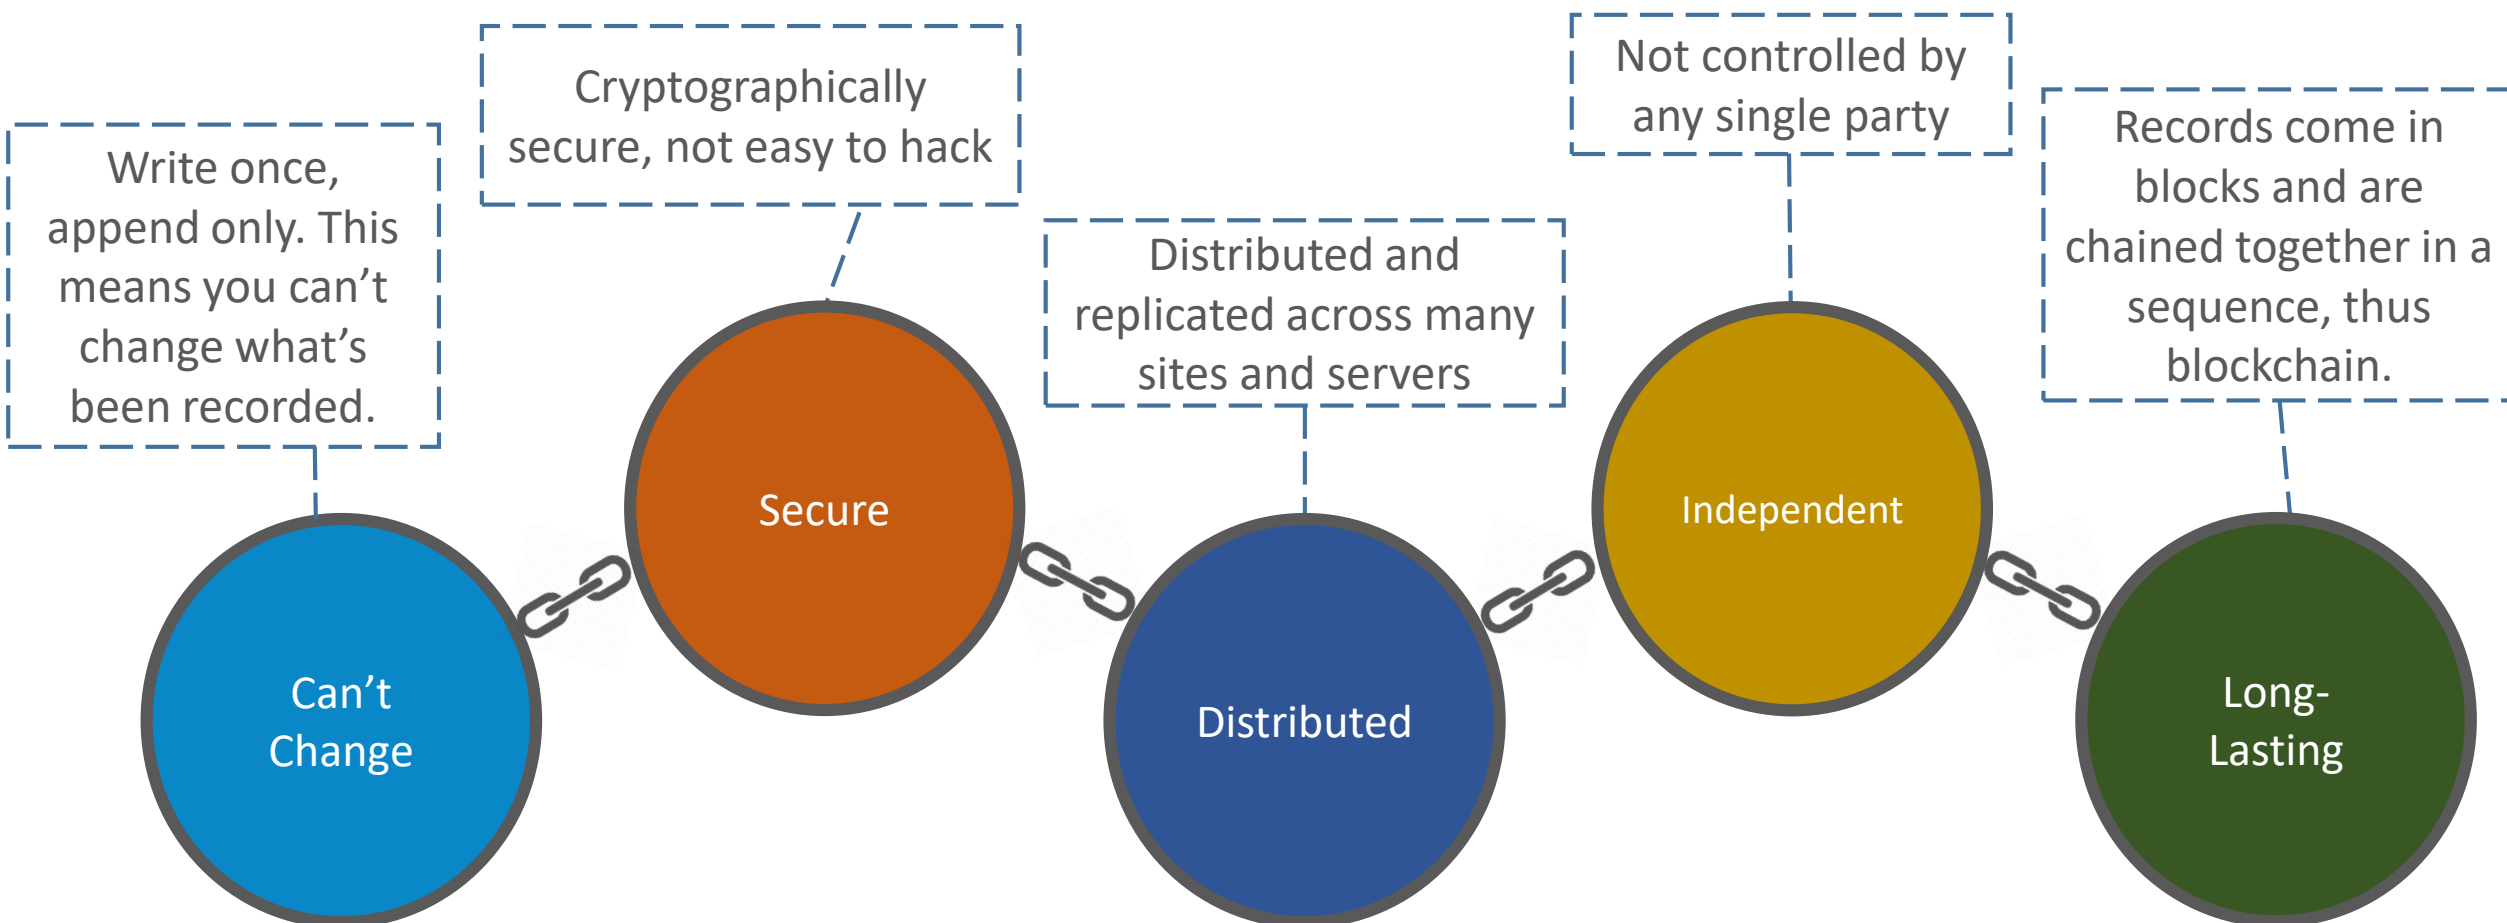 Write once,
append only. This
means you can’t
change what’s
been recorded.
Cryptographically
secure, not easy to hack
Distributed and
replicated across many
sites and servers
Not controlled by
any single party
Records come in
blocks and are
chained together in a
sequence, thus
blockchain.
Can’t
Change
Secure
Distributed
Independent
Long-
Lasting